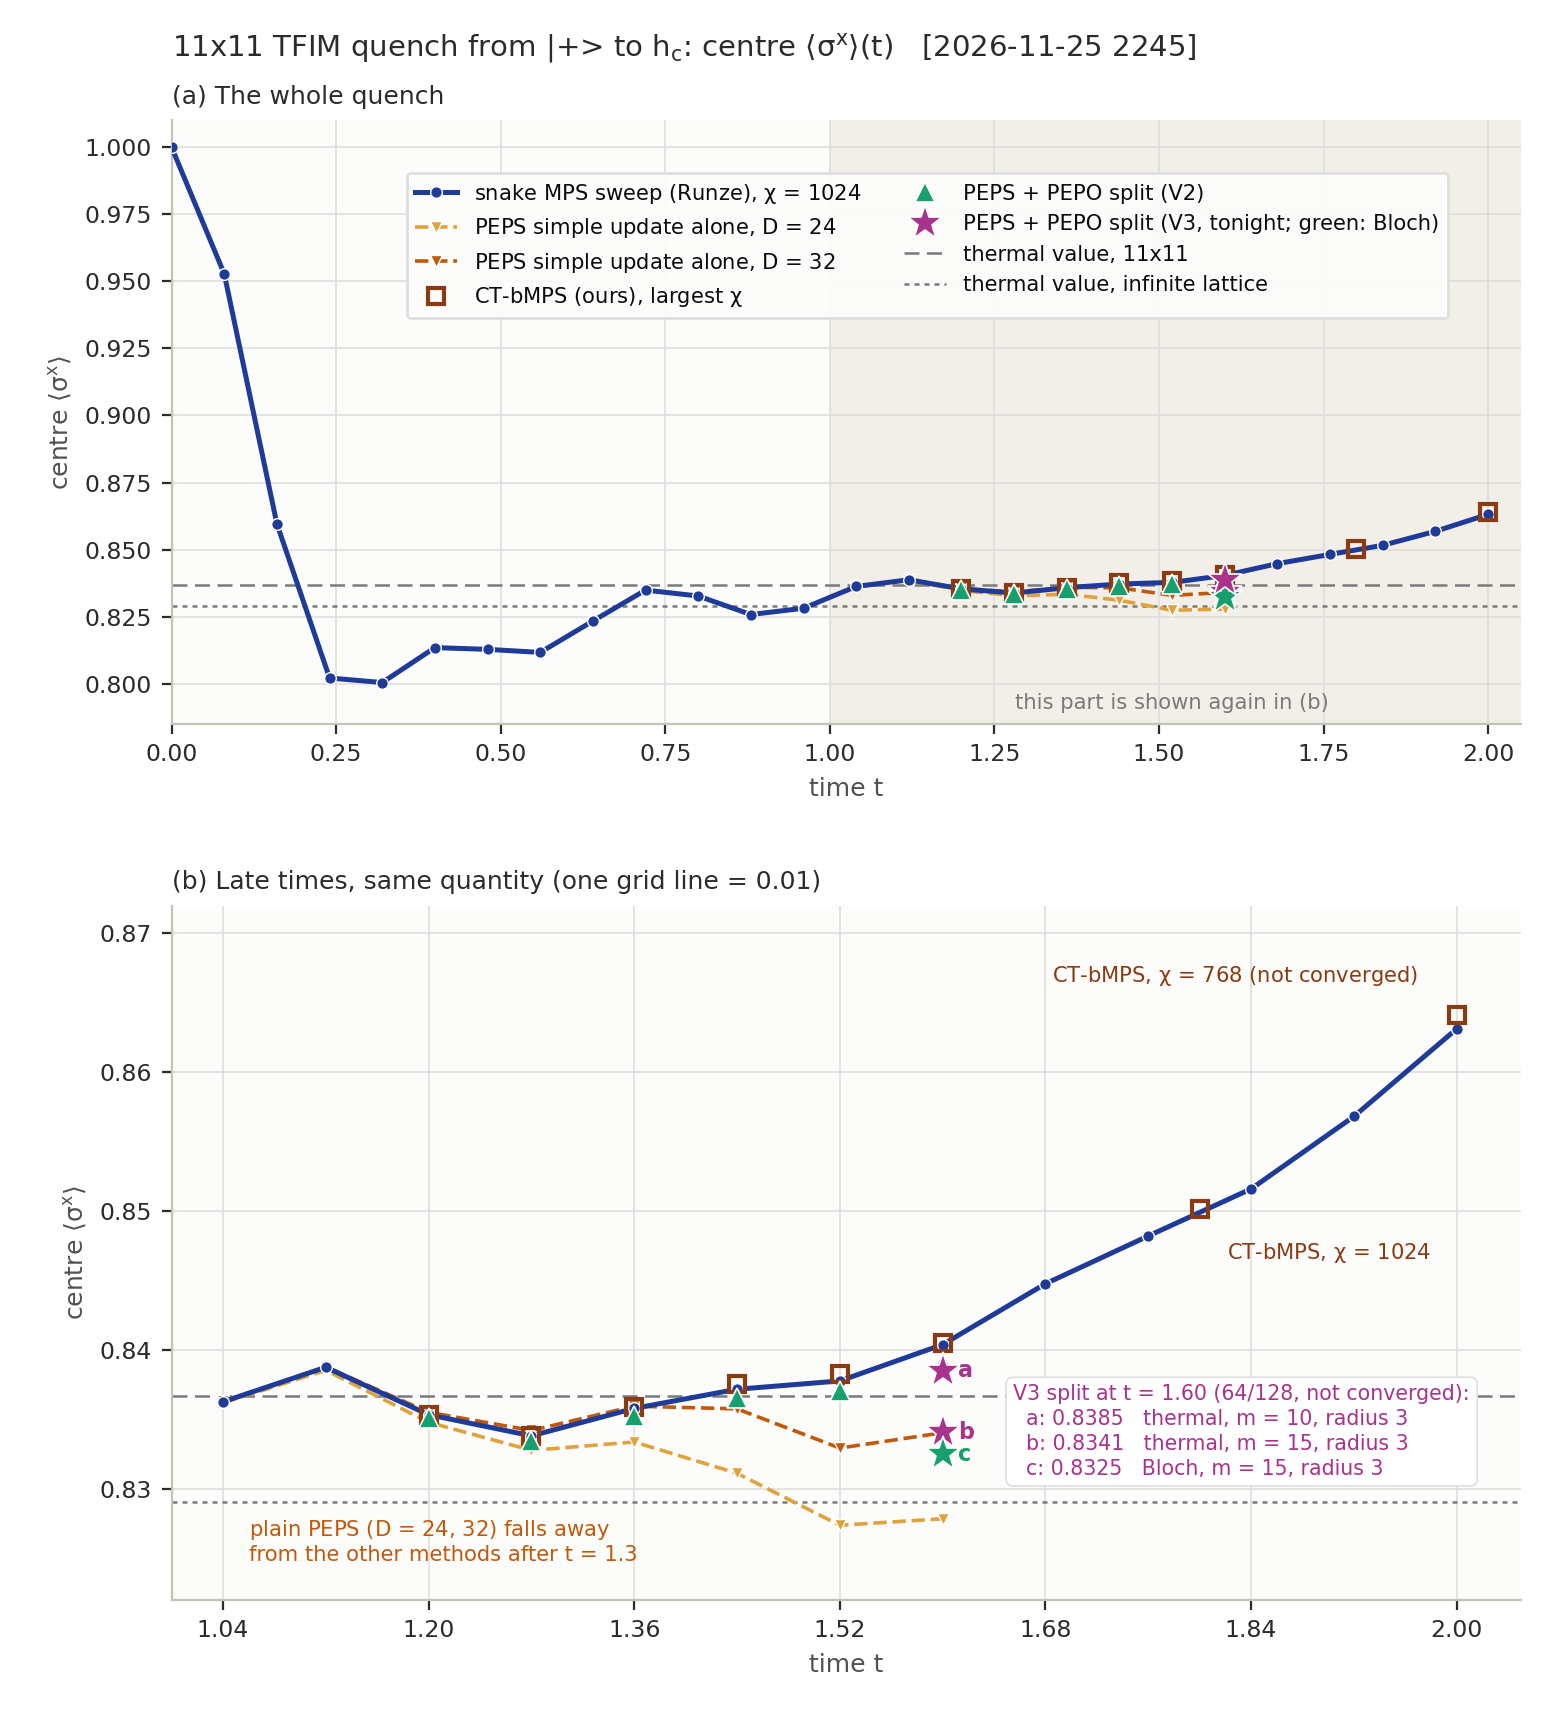 11x11 TFIM quench from |+> to h_c: centre ⟨σ^x⟩(t) [2026-11-25 2245]
(a) The whole quench
1.000
0.975
0.950
0.925
0.900
0.875
0.850
0.825
0.800
centre ⟨σ^x⟩
snake MPS sweep (Runze), χ = 1024
PEPS simple update alone, D = 24
PEPS simple update alone, D = 32
CT-bMPS (ours), largest χ
PEPS + PEPO split (V2)
PEPS + PEPO split (V3, tonight; green: Bloch)
thermal value, 11x11
thermal value, infinite lattice
this part is shown again in (b)
0.00 0.25 0.50 0.75 1.00 1.25 1.50 1.75 2.00
time t
(b) Late times, same quantity (one grid line = 0.01)
0.87
0.86
0.85
0.84
0.83
centre ⟨σ^x⟩
CT-bMPS, χ = 768 (not converged)
CT-bMPS, χ = 1024
a
b
c
V3 split at t = 1.60 (64/128, not converged):
a: 0.8385 thermal, m = 10, radius 3
b: 0.8341 thermal, m = 15, radius 3
c: 0.8325 Bloch, m = 15, radius 3
plain PEPS (D = 24, 32) falls away
from the other methods after t = 1.3
1.04 1.20 1.36 1.52 1.68 1.84 2.00
time t